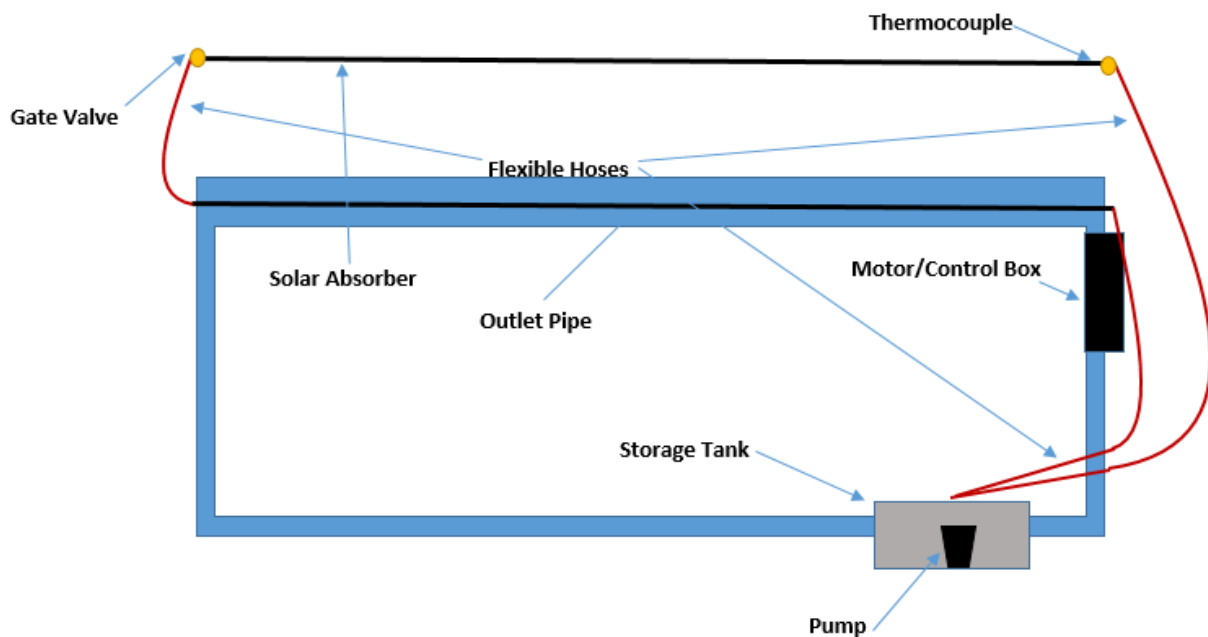 Thermocouple
Gate Valve
Flexible Hoses
Solar Absorber
Motor/Control Box
Outlet Pipe
Storage Tank
Pump